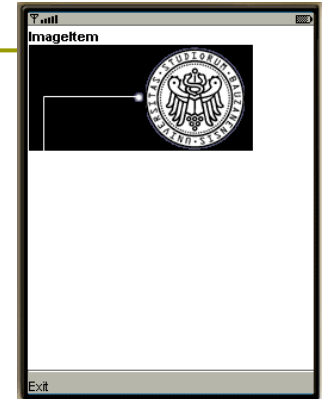 ImageItem
STUDIORUM
UNIVERSITAS
BAUZANENSIS
Exit